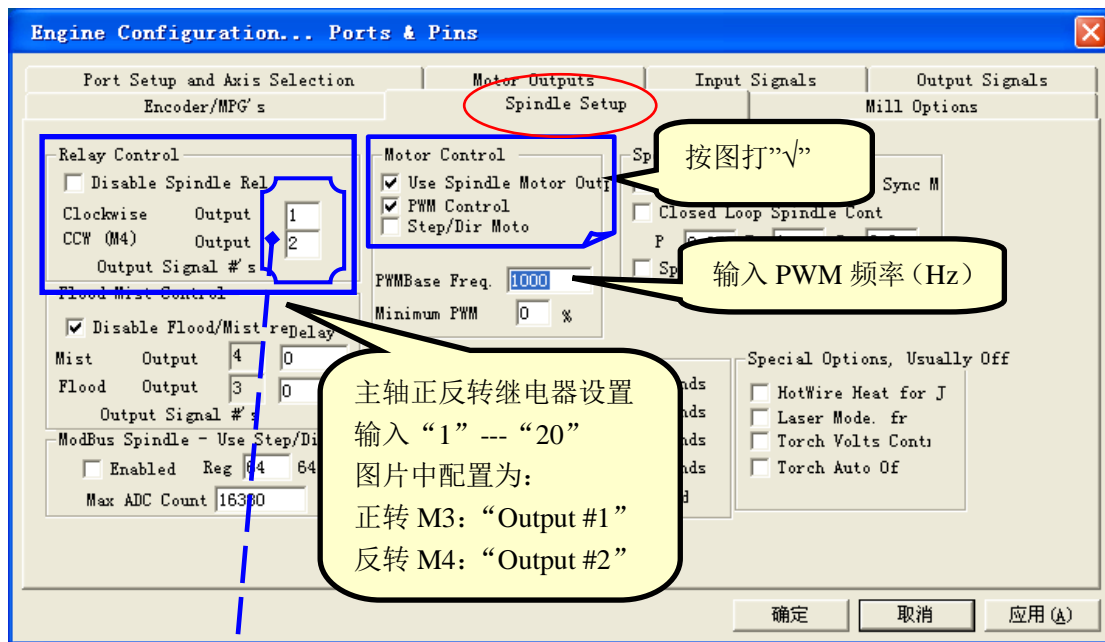 Engine Configuration... Ports & Pins
Port Setup and Axis Selection
Motor Outputs
Input Signals
Output Signals
Encoder/MPG's
Spindle Setup
Mill Options
Relay Control
Disable Spindle Rel
Clockwise Output 1
CCW (M4) Output 2
Output Signal #'s
Motor Control
Use Spindle Motor Outp
PWM Control
Step/Dir Moto
PWMBase Freq. 1000
Minimum PWM 0 %
按图打”√”
Sync M
Closed Loop Spindle Cont
P
Sp
输入 PWM 频率（Hz）
Flood Mist Control
Disable Flood/Mist re
Delay
Mist Output 4 0
Flood Output 3 0
Output Signal #'s
ModBus Spindle - Use Step/Di
Enabled Reg 64 64
Max ADC Count 16380
主轴正反转继电器设置
输入“1”---“20”
图片中配置为：
正转 M3：“Output #1”
反转 M4：“Output #2”
nds
nds
nds
nds
Special Options, Usually Off
HotWire Heat for J
Laser Mode. fr
Torch Volts Cont
Torch Auto Of
确定
取消
应用(A)